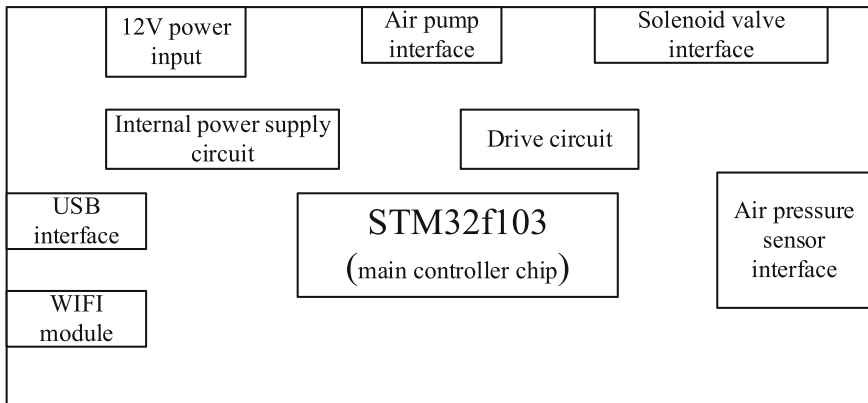 12V power
input
Air pump
interface
Solenoid valve
interface
Internal power supply
circuit
Drive circuit
USB
interface
STM32f103
(main controller chip)
Air pressure
sensor
interface
WIFI
module